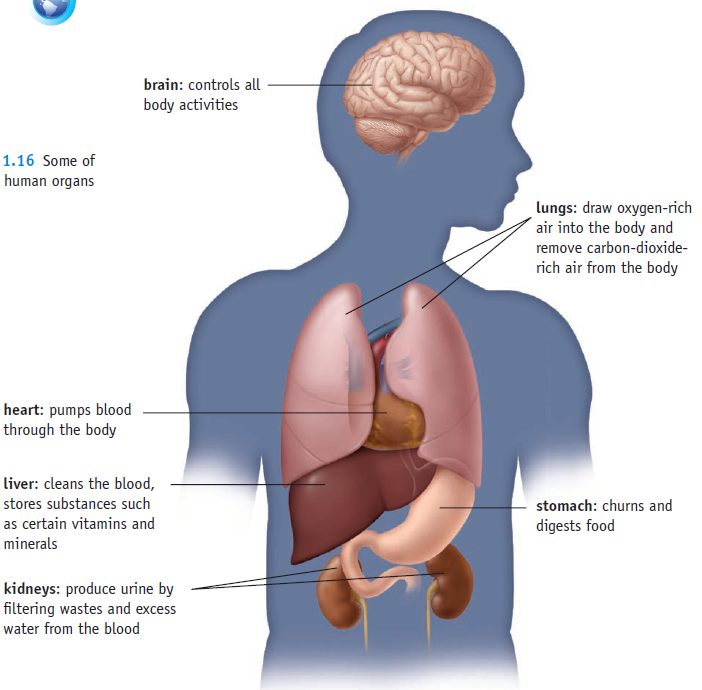 brain: controls all
body activities
1.16 Some of
human organs
lungs: draw oxygen-rich
air into the body and
remove carbon-dioxide-
rich air from the body
heart: pumps blood
through the body
liver: cleans the blood,
stores substances such
as certain vitamins and
minerals
stomach: churns and
digests food
kidneys: produce urine by
filtering wastes and excess
water from the blood